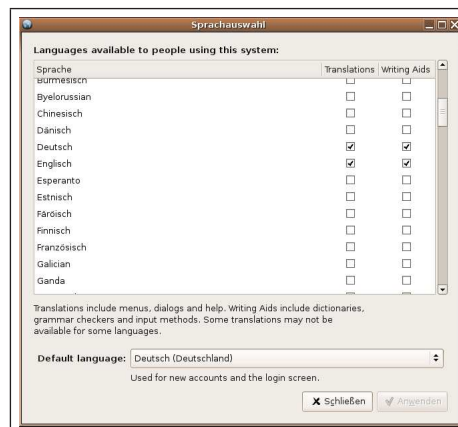 Sprachauswahl
Languages available to people using this system:
Sprache Translations Writing Aids
Burmesisch
Byelorussian
Chinesisch
Dänisch
Deutsch
Englisch
Esperanto
Estnisch
Färöisch
Finnisch
Französisch
Galician
Ganda
Translations include menus, dialogs and help. Writing Aids include dictionaries,
grammar checkers and input methods. Some translations may not be
available for some languages.
Default language: Deutsch (Deutschland)
Used for new accounts and the login screen.
Schließen Anwenden